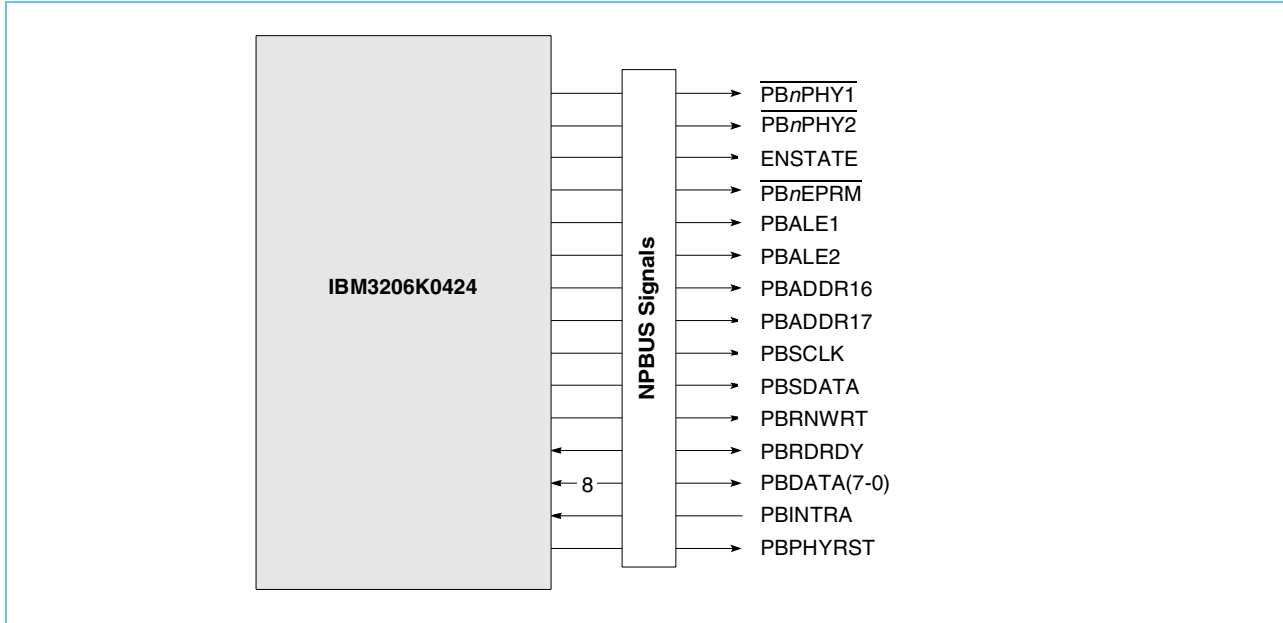 PBnPHY1
PBnPHY2
ENSTATE
PBnEPRM
PBALE1
PBALE2
IBM3206K0424
NPBUS Signals
PBADDR16
PBADDR17
PBSCLK
PBSDATA
PBRNWRT
PBRDRDY
8
PBDATA(7-0)
PBINTRA
PBPHYRST